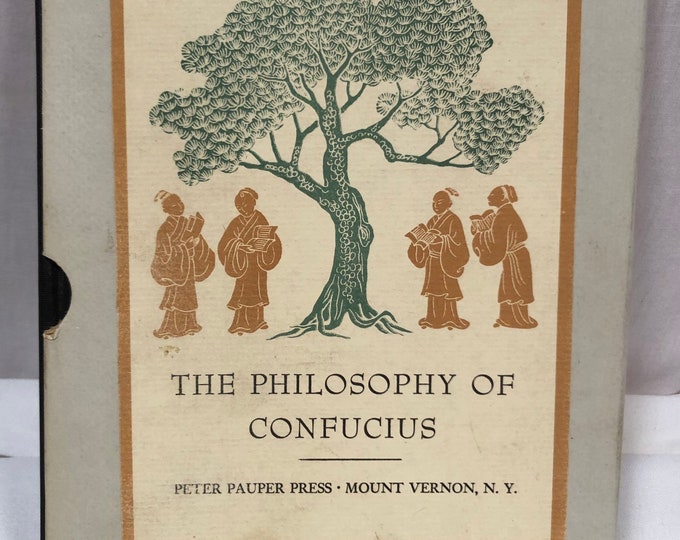 THE PHILOSOPHY OF
CONFUCIUS
PETER PAUPER PRESS · MOUNT VERNON, N. Y.